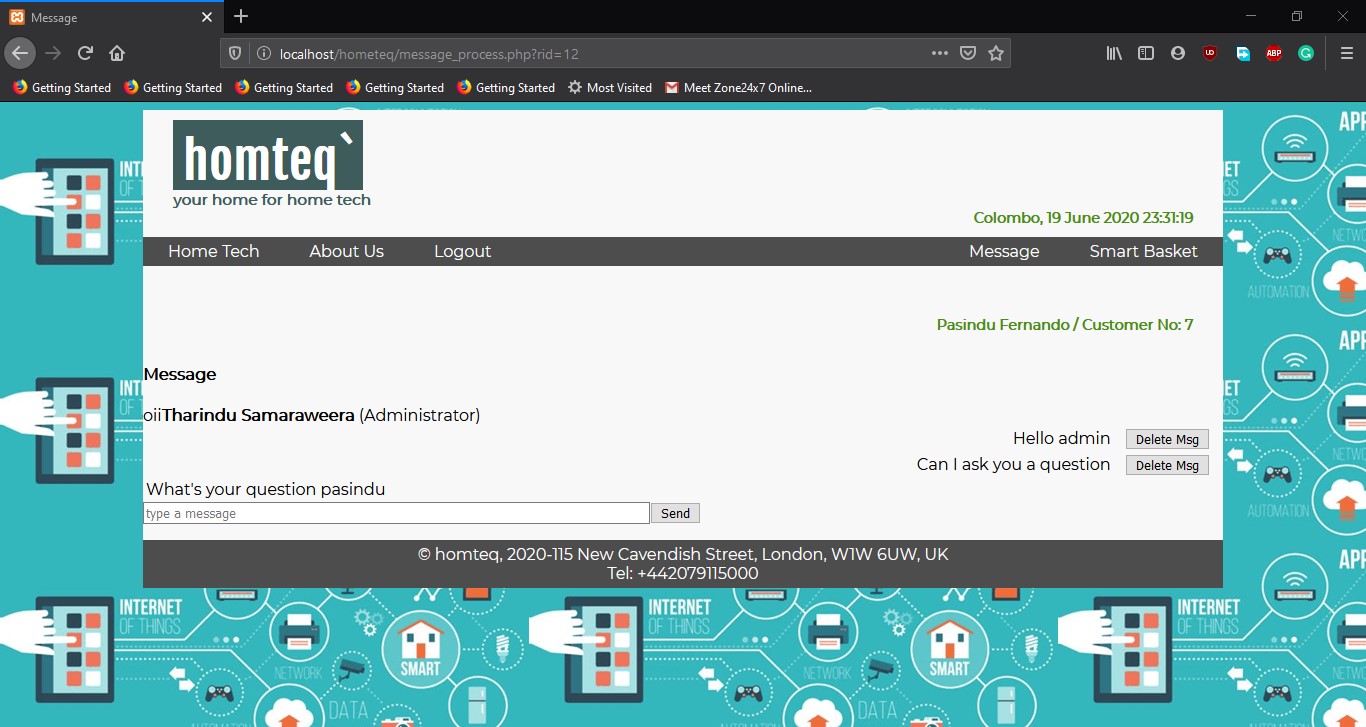 Message
localhost/hometeq/message_process.php?rid=12
Getting Started Getting Started Getting Started Getting Started Getting Started Most Visited Meet Zone24x7 Online...
homteq`
your home for home tech
Colombo, 19 June 2020 23:31:19
Home Tech About Us Logout Message Smart Basket
Pasindu Fernando / Customer No: 7
Message
oiiTharindu Samaraweera (Administrator)
Hello admin Delete Msg
Can I ask you a question Delete Msg
What's your question pasindu
type a message Send
© homteq, 2020-115 New Cavendish Street, London, W1W 6UW, UK
Tel: +442079115000
INTERNET OF THINGS
INTERNET OF THINGS
INTERNET OF THINGS
SMART
SMART
NETWORK
NETWORK
DATA
DATA
AUTOMATION
AUTOMATION